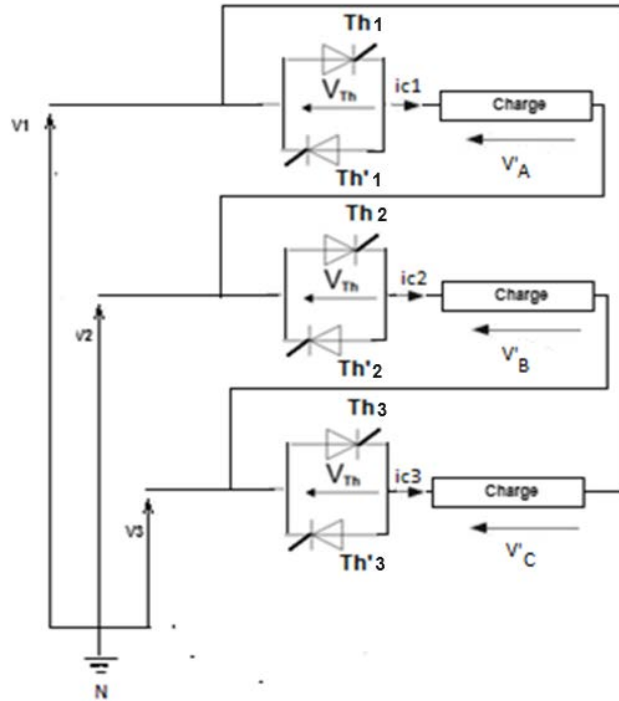 Th1
VTh
ic1
Charge
V1
V'A
Th'1
Th2
VTh
ic2
Charge
V2
V'B
Th'2
Th3
VTh
ic3
Charge
V3
V'C
Th'3
N